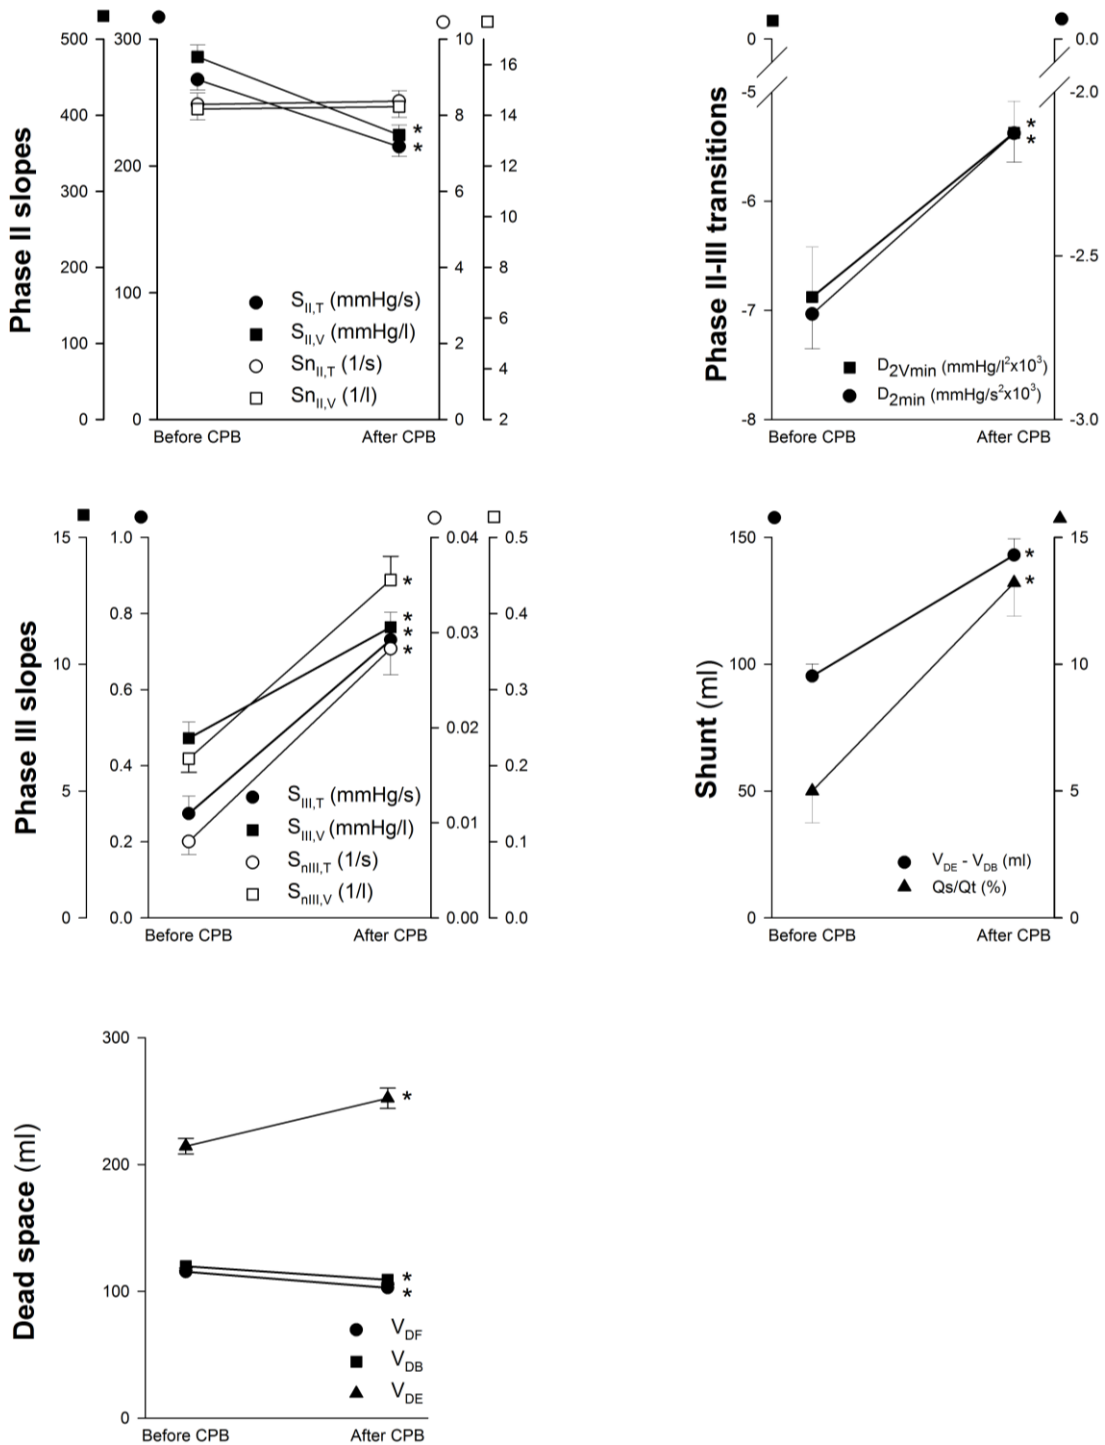 Phase II slopes
500
400
300
200
100
0
300
200
100
0
10
8
6
4
2
0
16
14
12
10
8
6
4
2
*
*
S_II,T (mmHg/s)
S_II,V (mmHg/l)
Sn_II,T (1/s)
Sn_II,V (1/l)
Before CPB
After CPB
Phase II-III transitions
0
-5
-6
-7
-8
0.0
-2.0
-2.5
-3.0
*
*
D_2Vmin (mmHg/l²x10³)
D_2min (mmHg/s²x10³)
Before CPB
After CPB
Phase III slopes
15
10
5
0
1.0
0.8
0.6
0.4
0.2
0.0
0.04
0.03
0.02
0.01
0.00
0.5
0.4
0.3
0.2
0.1
0.0
*
*
*
*
S_III,T (mmHg/s)
S_III,V (mmHg/l)
S_nIII,T (1/s)
S_nIII,V (1/l)
Before CPB
After CPB
Shunt (ml)
150
100
50
0
15
10
5
0
*
*
V_DE - V_DB (ml)
Qs/Qt (%)
Before CPB
After CPB
Dead space (ml)
300
200
100
0
*
*
*
V_DF
V_DB
V_DE
Before CPB
After CPB